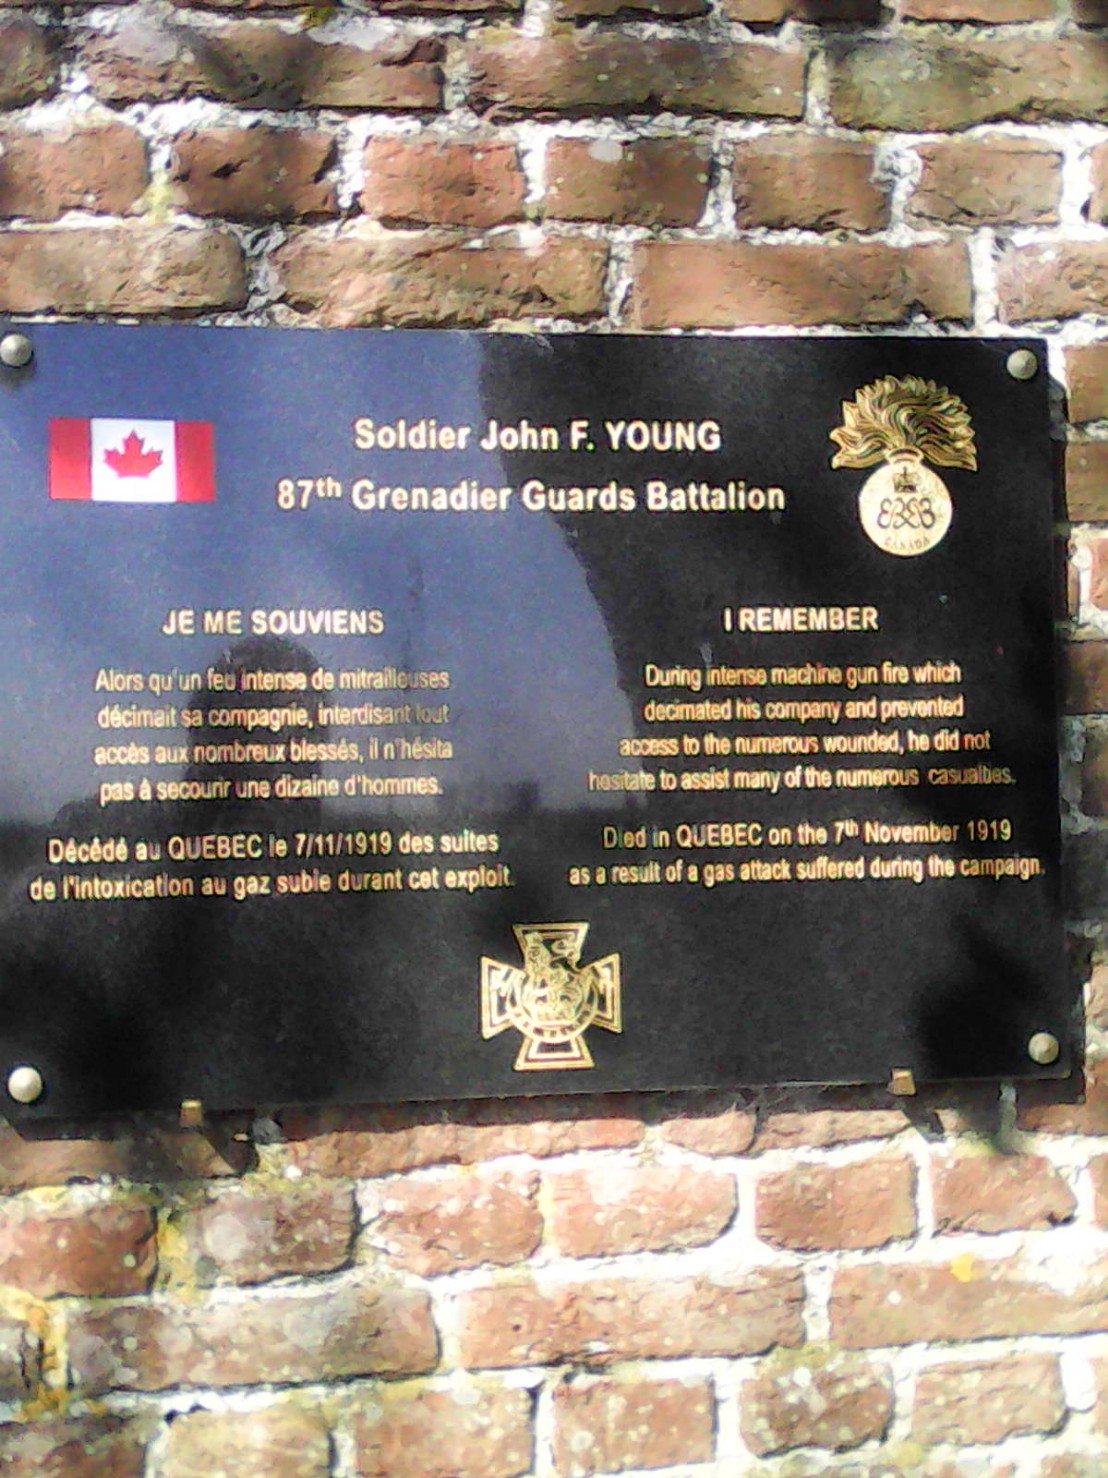 Soldier John F. YOUNG
87th Grenadier Guards Battalion
JE ME SOUVIENS
Alors qu'un feu intense de mitrailleuses
décimait sa compagnie, interdisant tout
accès aux nombreux blessés, il n'hésita
pas à secourir une dizaine d'hommes.
Décédé au QUEBEC le 7/11/1919 des suites
de l'intoxication au gaz subie durant cet exploit.
I REMEMBER
During intense machine gun fire which
decimated his company and prevented
access to the numerous wounded, he did not
hesitate to assist many of the numerous casualties.
Died in QUEBEC on the 7th November 1919
as a result of a gas attack suffered during the campaign.
CANADA